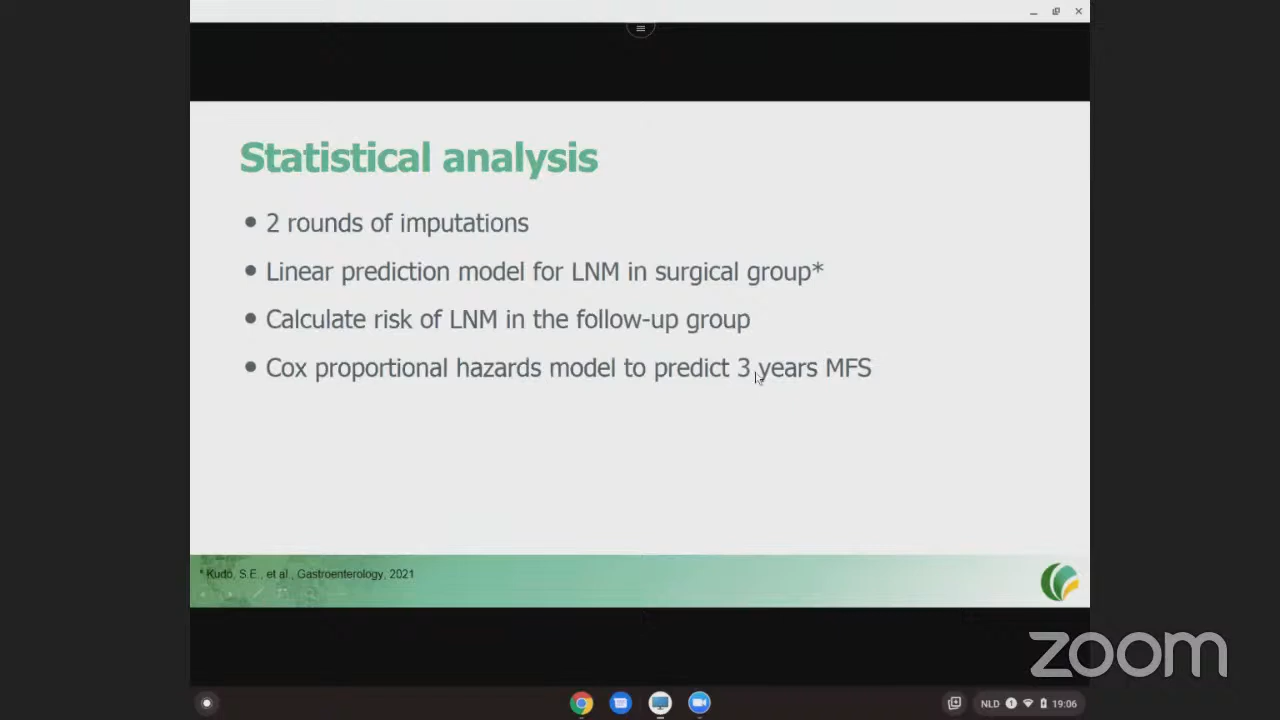 Statistical analysis
• 2 rounds of imputations
• Linear prediction model for LNM in surgical group*
• Calculate risk of LNM in the follow-up group
• Cox proportional hazards model to predict 3 years MFS
* Kudo, S.E., et al., Gastroenterology, 2021
zoom
NLD 1 19:06